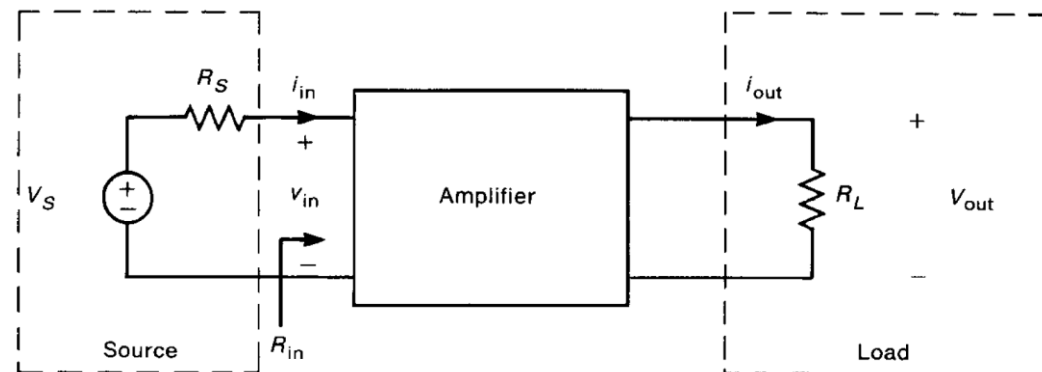 R_S
i_in
i_out
+
+
+
−
V_S
v_in
Amplifier
R_L
V_out
−
−
Source
R_in
Load